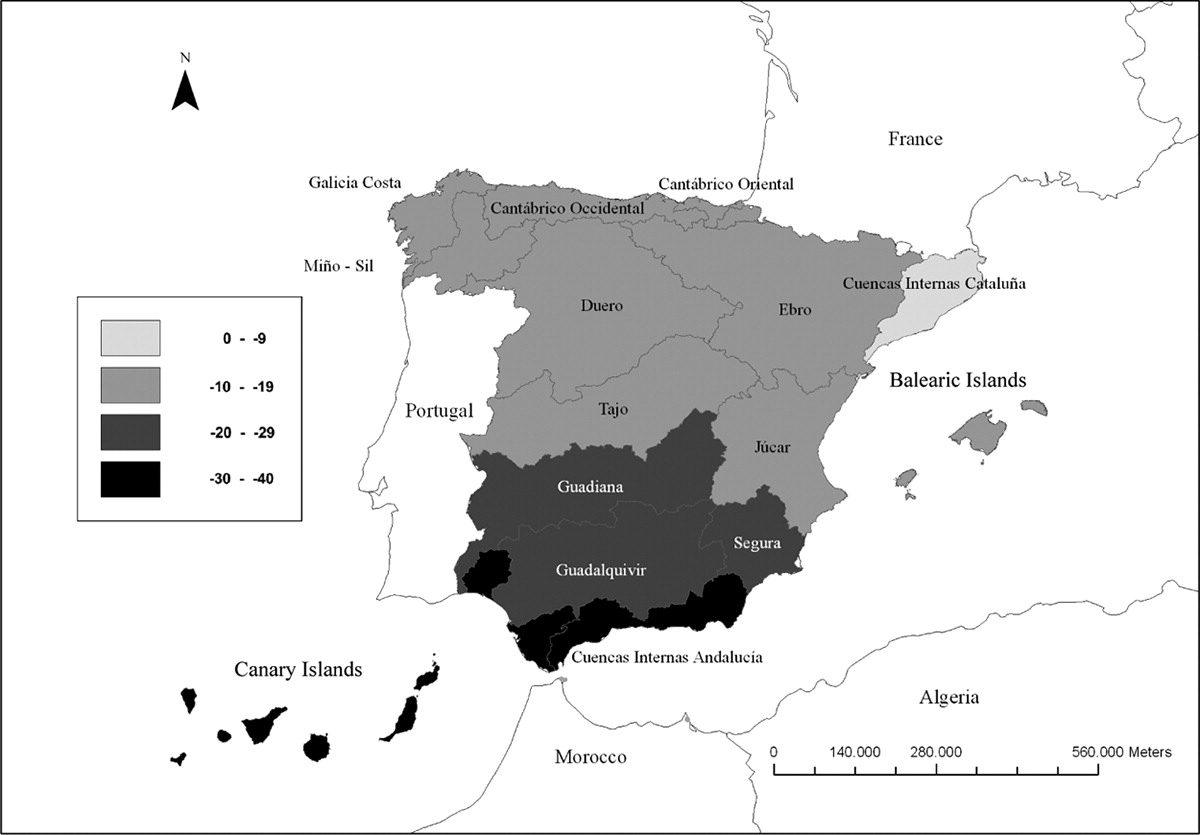 N
France
Galicia Costa
Cantábrico Oriental
Cantábrico Occidental
Miño - Sil
Cuencas Internas Cataluña
Duero
Ebro
0 - -9
-10 - -19
-20 - -29
-30 - -40
Balearic Islands
Portugal
Tajo
Júcar
Guadiana
Segura
Guadalquivir
Cuencas Internas Andalucía
Canary Islands
Algeria
Morocco
0 140.000 280.000 560.000 Meters